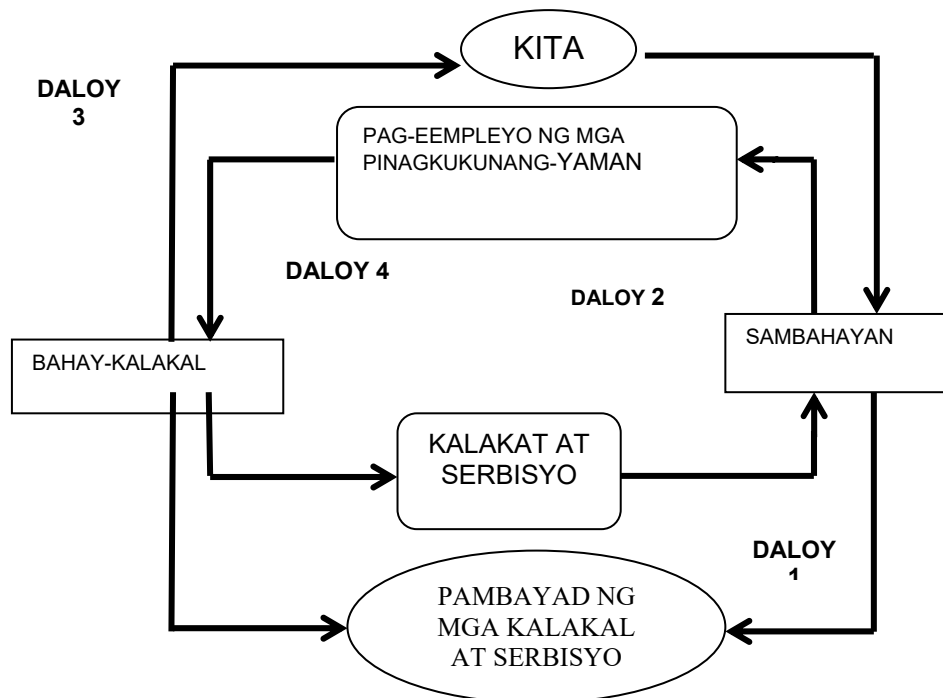 KITA
DALOY
3
PAG-EEMPLEYO NG MGA
PINAGKUKUNANG-YAMAN
DALOY 4
DALOY 2
BAHAY-KALAKAL
SAMBAHAYAN
KALAKAT AT
SERBISYO
DALOY
1
PAMBAYAD NG
MGA KALAKAL
AT SERBISYO